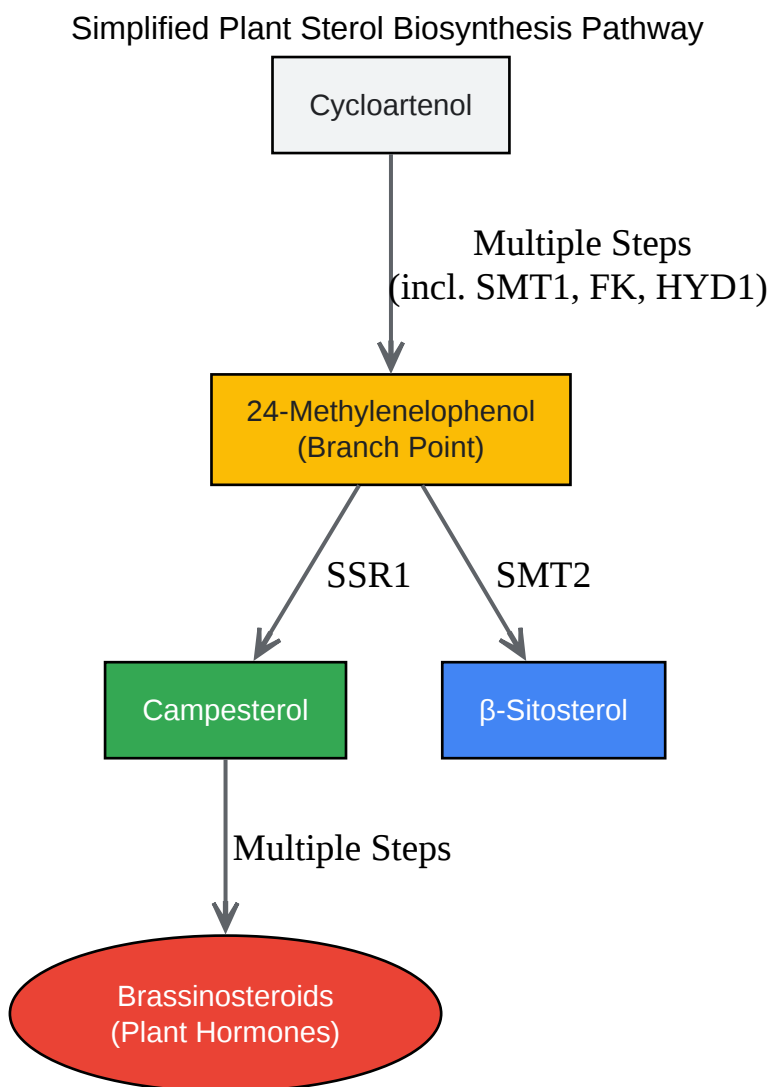 Simplified Plant Sterol Biosynthesis Pathway
Cycloartenol
Multiple Steps
(incl. SMT1, FK, HYD1)
24-Methylenelophenol
(Branch Point)
SSR1
SMT2
Campesterol
β-Sitosterol
Multiple Steps
Brassinosteroids
(Plant Hormones)